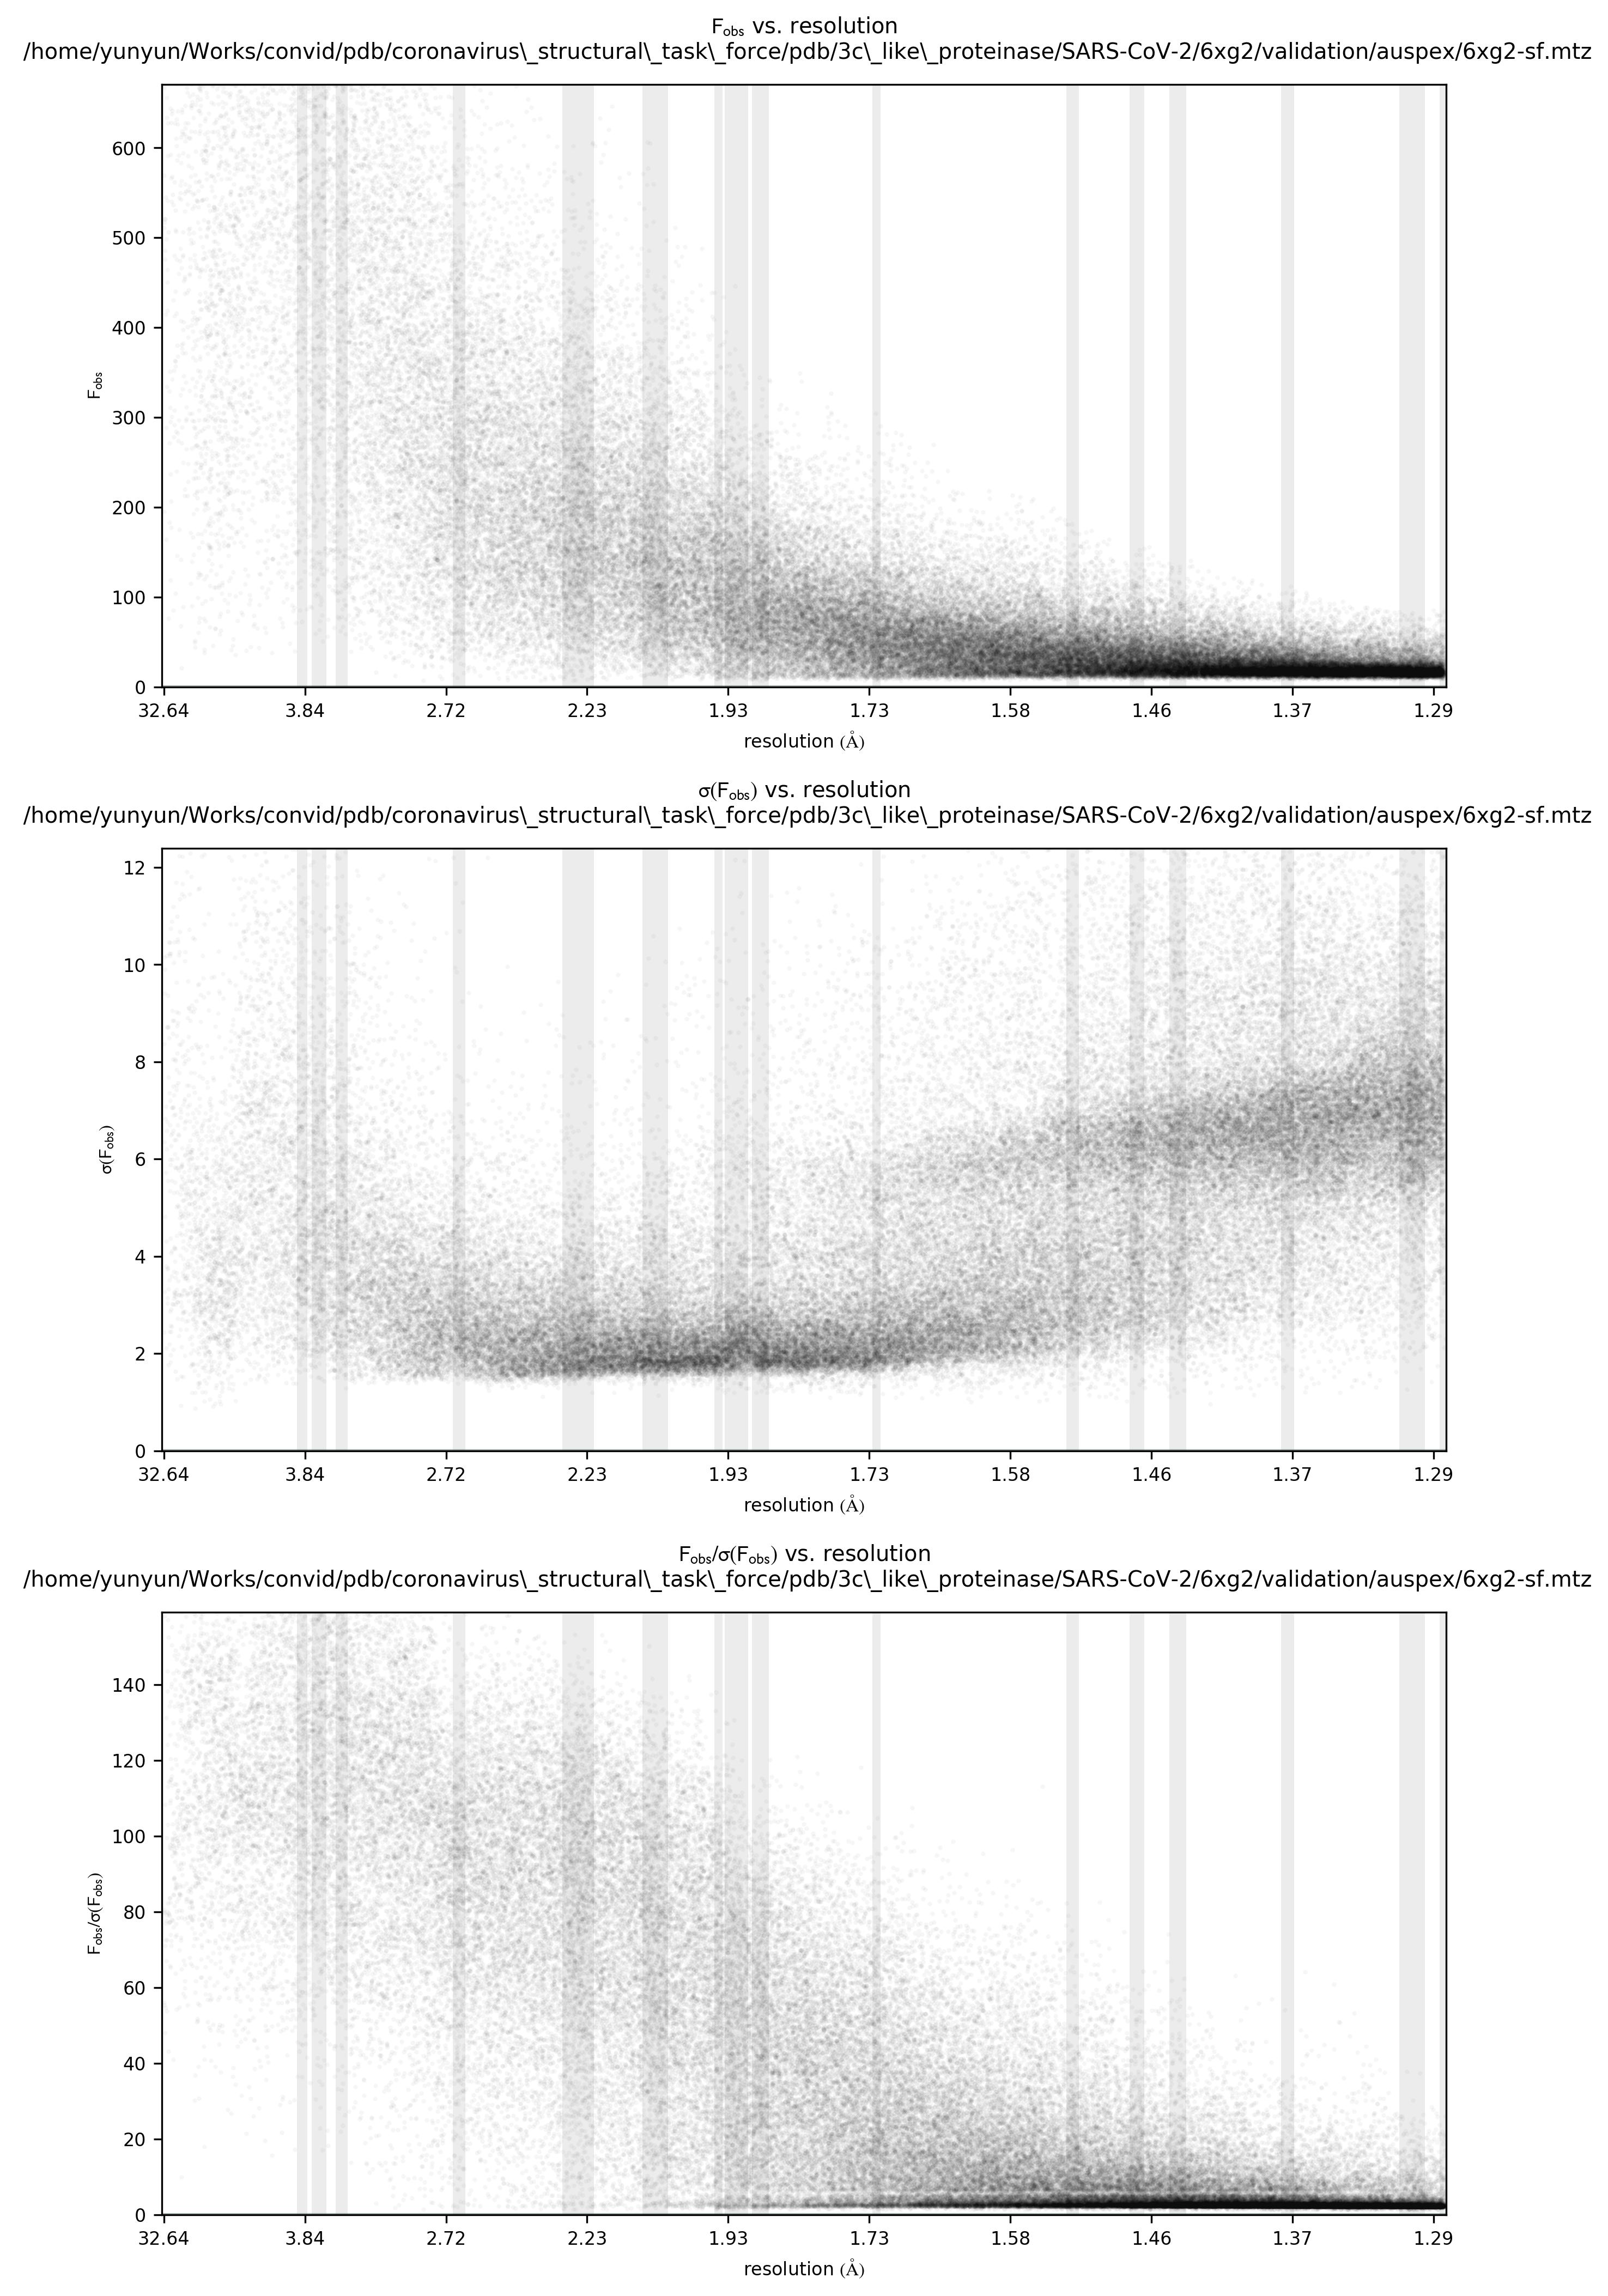 Fobs vs. resolution
/home/yunyun/Works/convid/pdb/coronavirus\_structural\_task\_force/pdb/3c\_like\_proteinase/SARS-CoV-2/6xg2/validation/auspex/6xg2-sf.mtz
600
500
400
300
200
100
0
Fobs
32.64 3.84 2.72 2.23 1.93 1.73 1.58 1.46 1.37 1.29
resolution (Å)
σ(Fobs) vs. resolution
/home/yunyun/Works/convid/pdb/coronavirus\_structural\_task\_force/pdb/3c\_like\_proteinase/SARS-CoV-2/6xg2/validation/auspex/6xg2-sf.mtz
12
10
8
6
4
2
0
σ(Fobs)
32.64 3.84 2.72 2.23 1.93 1.73 1.58 1.46 1.37 1.29
resolution (Å)
Fobs/σ(Fobs) vs. resolution
/home/yunyun/Works/convid/pdb/coronavirus\_structural\_task\_force/pdb/3c\_like\_proteinase/SARS-CoV-2/6xg2/validation/auspex/6xg2-sf.mtz
140
120
100
80
60
40
20
0
Fobs/σ(Fobs)
32.64 3.84 2.72 2.23 1.93 1.73 1.58 1.46 1.37 1.29
resolution (Å)